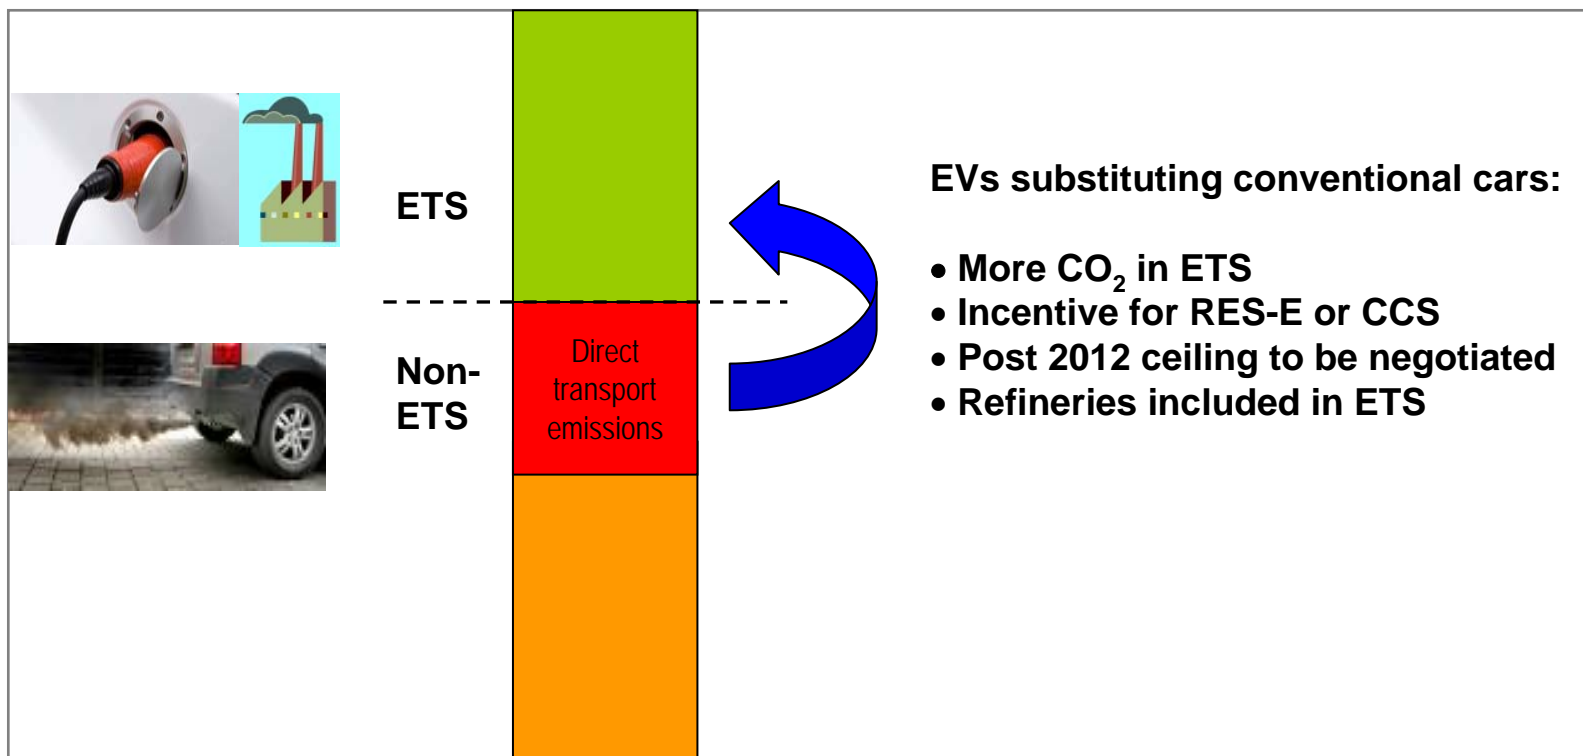 ETS
Non-
ETS
Direct
transport
emissions
EVs substituting conventional cars:
• More CO₂ in ETS
• Incentive for RES-E or CCS
• Post 2012 ceiling to be negotiated
• Refineries included in ETS